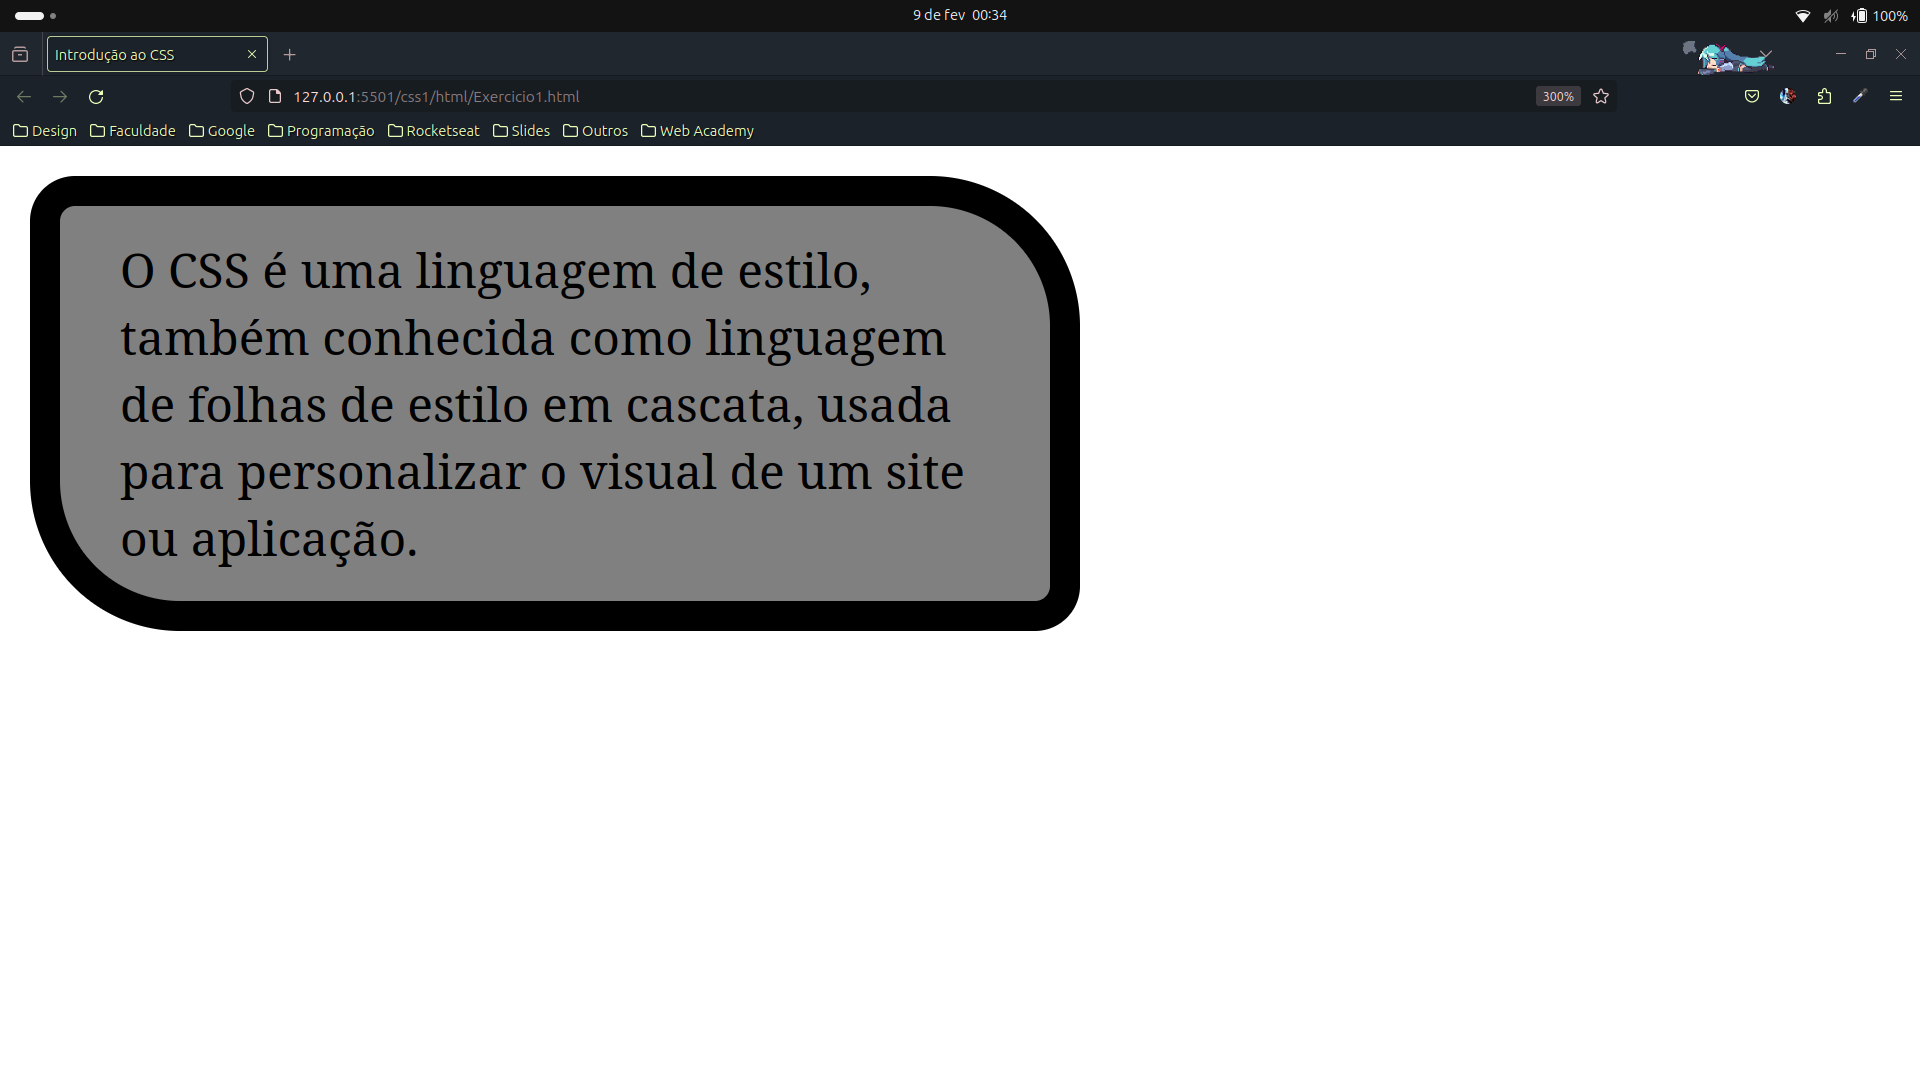 9 de fev 00:34
100%
Introdução ao CSS
127.0.0.1:5501/css1/html/Exercicio1.html
300%
Design Faculdade Google Programação Rocketseat Slides Outros Web Academy
O CSS é uma linguagem de estilo,
também conhecida como linguagem
de folhas de estilo em cascata, usada
para personalizar o visual de um site
ou aplicação.